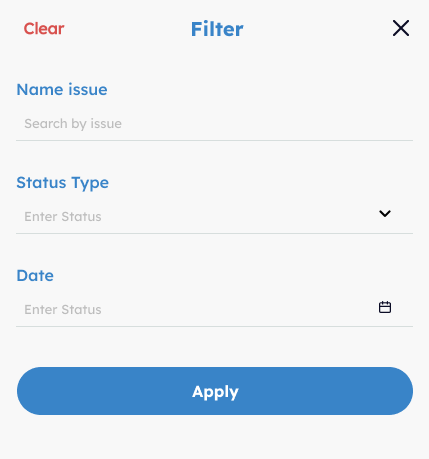 Clear
Filter
Name issue
Search by issue
Status Type
Enter Status
Date
Enter Status
Apply